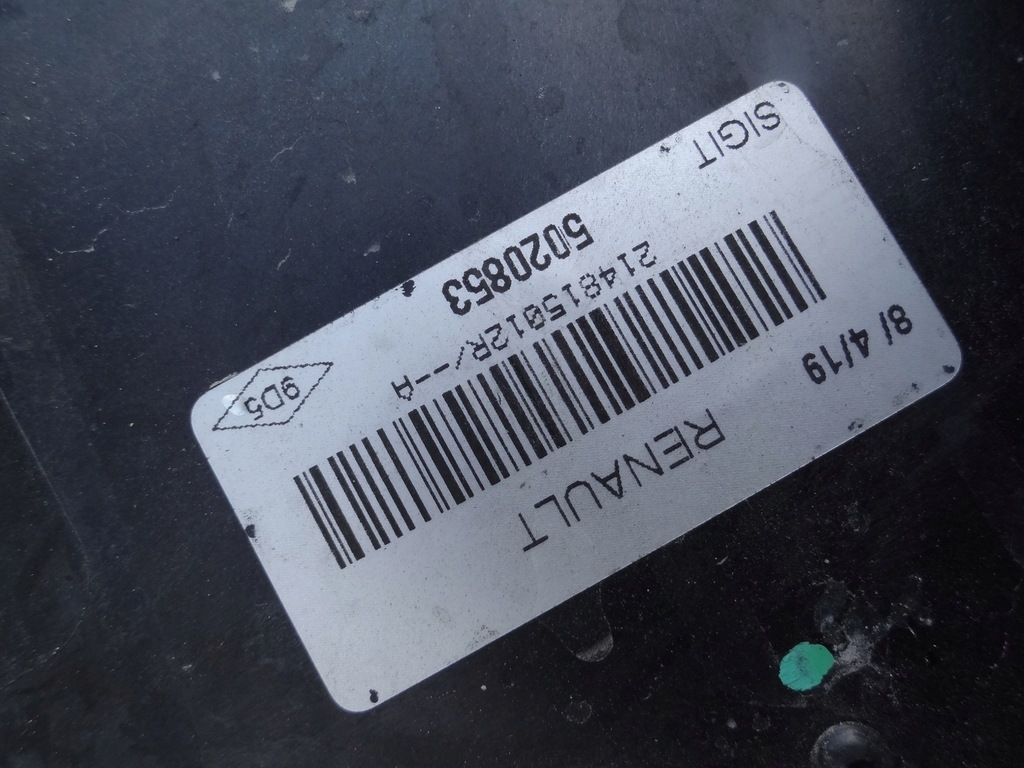 8/ 4/19 RENAULT
214815012R/--A
SIGIT 5020853 9D5